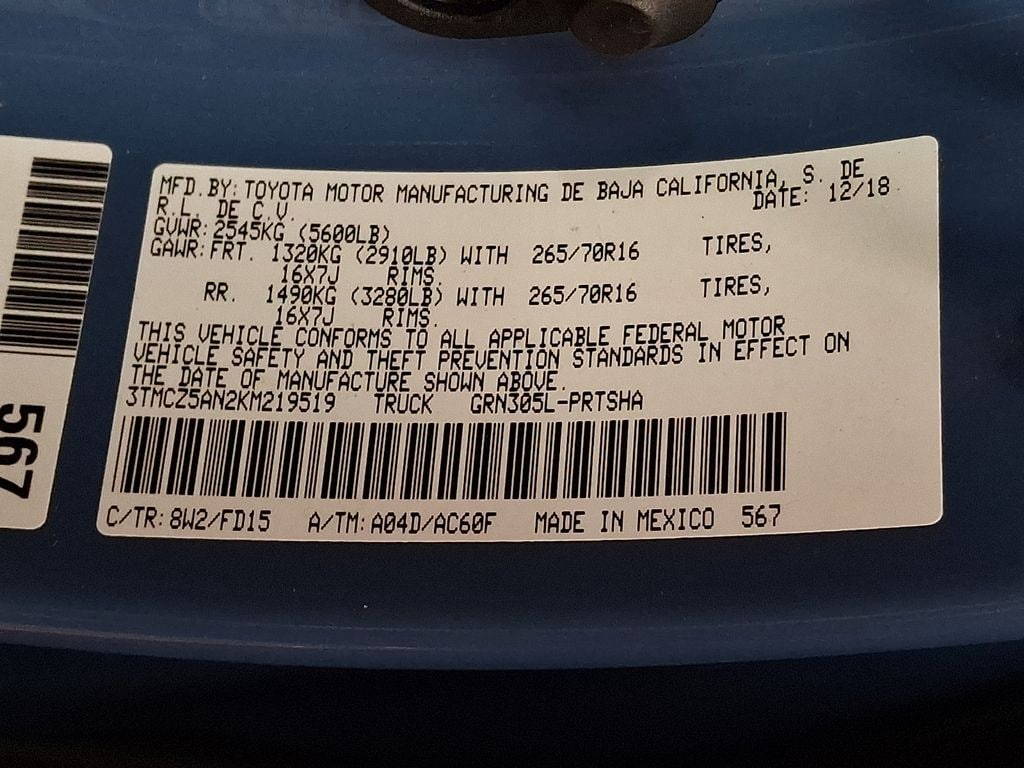 MFD. BY: TOYOTA MOTOR MANUFACTURING DE BAJA CALIFORNIA, S. DE
R.L. DE C.V. DATE: 12/18
GVWR: 2545KG (5600LB)
GAWR: FRT. 1320KG (2910LB) WITH 265/70R16 TIRES,
16X7J RIMS.
RR. 1490KG (3280LB) WITH 265/70R16 TIRES,
16X7J RIMS.
THIS VEHICLE CONFORMS TO ALL APPLICABLE FEDERAL MOTOR
VEHICLE SAFETY AND THEFT PREVENTION STANDARDS IN EFFECT ON
THE DATE OF MANUFACTURE SHOWN ABOVE.
3TMCZ5AN2KM219519 TRUCK GRN305L-PRTSHA
C/TR: 8W2/FD15 A/TM: A04D/AC60F MADE IN MEXICO 567
567